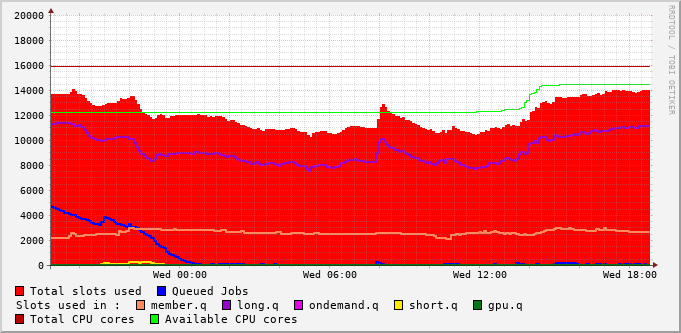 20000
18000
16000
14000
12000
10000
8000
6000
4000
2000
0
Wed 00:00 Wed 06:00 Wed 12:00 Wed 18:00
Total slots used Queued Jobs
Slots used in : member.q long.q ondemand.q short.q gpu.q
Total CPU cores Available CPU cores
RRDTOOL / TOBI OETIKER